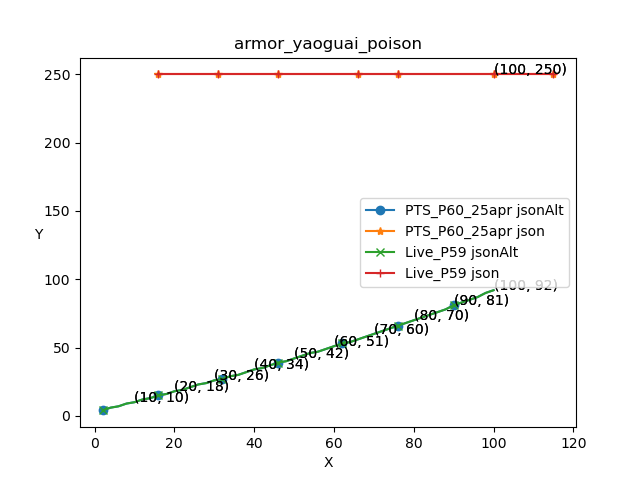 armor_yaoguai_poison
250
200
150
100
50
0
Y
(100, 250)
PTS_P60_25apr jsonAlt
PTS_P60_25apr json
Live_P59 jsonAlt
Live_P59 json
(100, 92)
(90, 81)
(80, 70)
(70, 60)
(60, 51)
(50, 42)
(40, 34)
(30, 26)
(20, 18)
(10, 10)
0 20 40 60 80 100 120
X